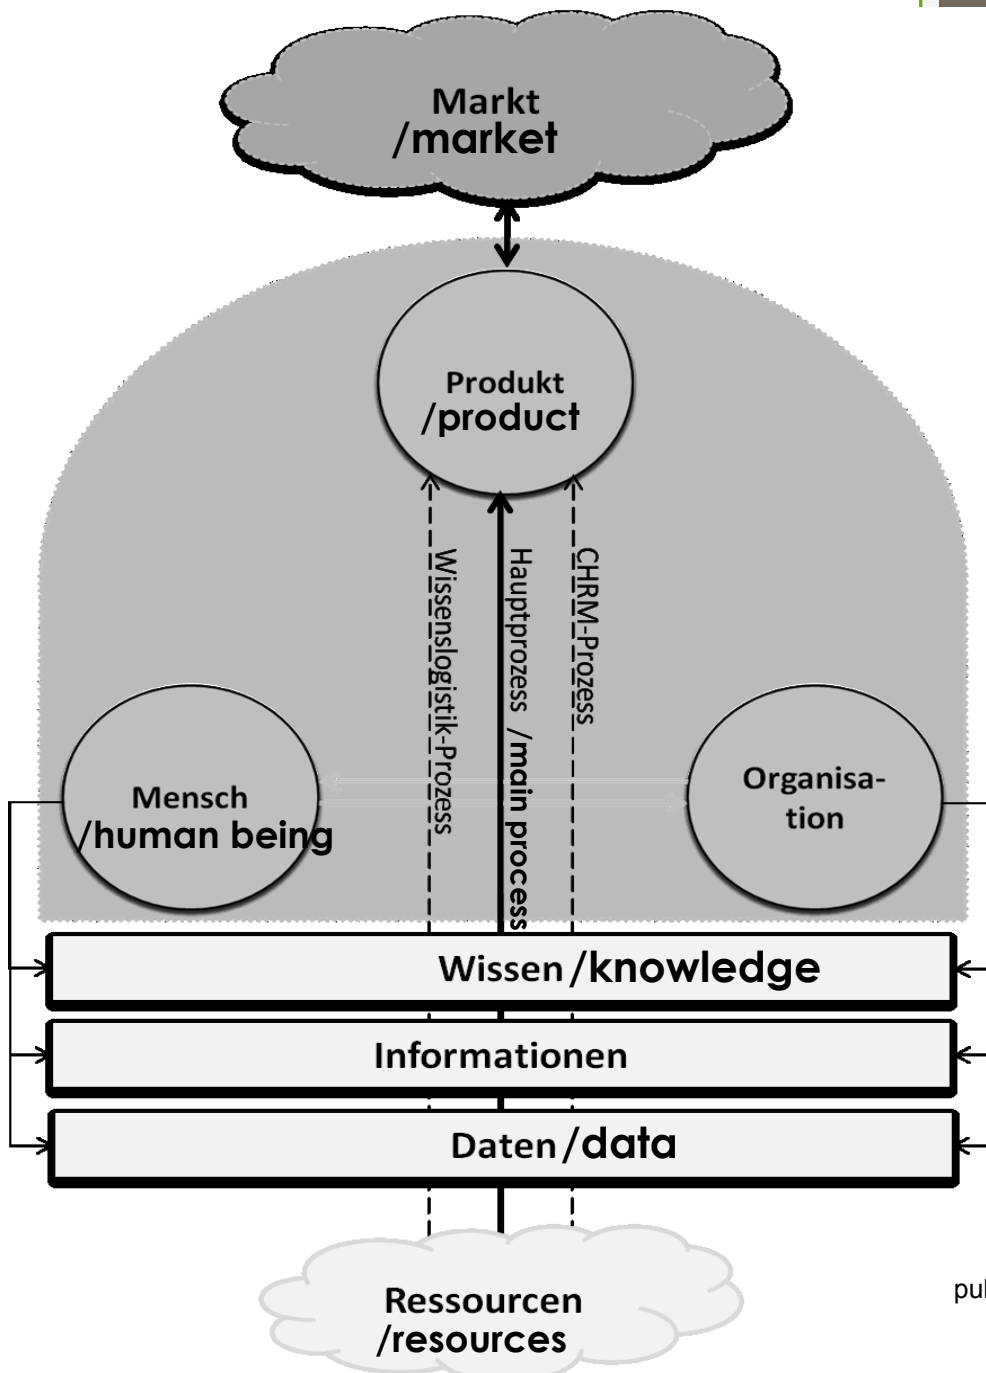 Markt
/market
Produkt
/product
Wissenslogistik-Prozess
Hauptprozess /main process
CHRM-Prozess
Mensch
/human being
Organisa-
tion
Wissen /knowledge
Informationen
Daten /data
Ressourcen
/resources